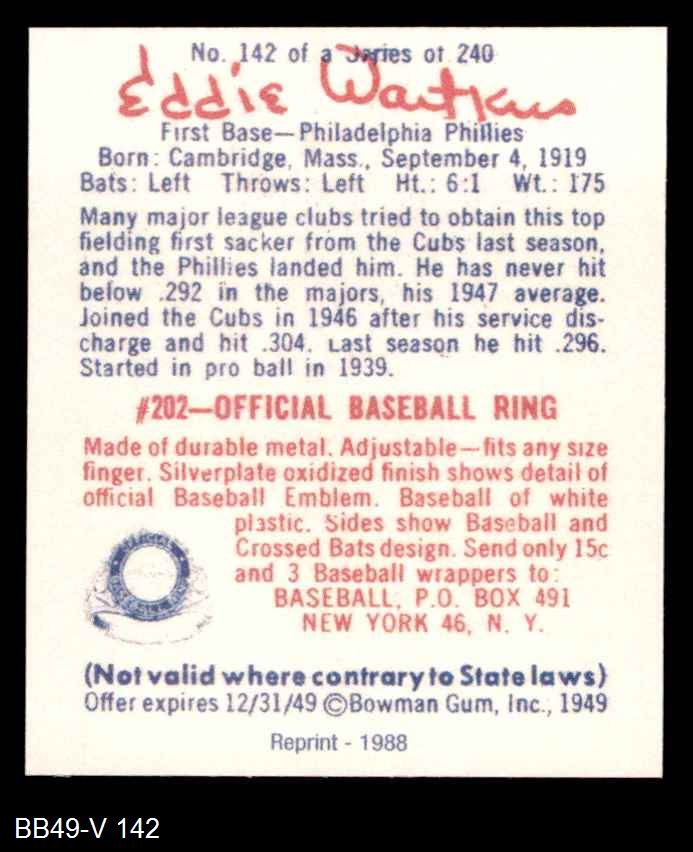 No. 142 of a Series of 240
Eddie Waitkus
First Base—Philadelphia Phillies
Born: Cambridge, Mass., September 4, 1919
Bats: Left Throws: Left Ht.: 6:1 Wt.: 175
Many major league clubs tried to obtain this top
fielding first sacker from the Cubs last season,
and the Phillies landed him. He has never hit
below .292 in the majors, his 1947 average.
Joined the Cubs in 1946 after his service dis-
charge and hit .304. Last season he hit .296.
Started in pro ball in 1939.
#202—OFFICIAL BASEBALL RING
Made of durable metal. Adjustable—fits any size
finger. Silverplate oxidized finish shows detail of
official Baseball Emblem. Baseball of white
plastic. Sides show Baseball and
Crossed Bats design. Send only 15c
and 3 Baseball wrappers to:
BASEBALL, P.O. BOX 491
NEW YORK 46, N. Y.
(Not valid where contrary to State laws)
Offer expires 12/31/49 ©Bowman Gum, Inc., 1949
Reprint - 1988
BB49-V 142